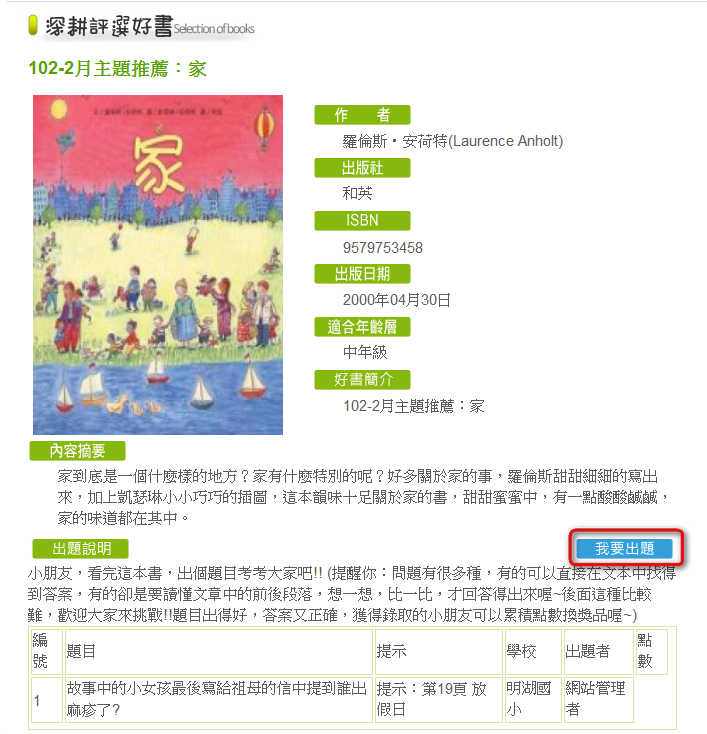 深耕評選好書Selection of books
102-2月主題推薦：家
家
作 者
羅倫斯‧安荷特(Laurence Anholt)
出版社
和英
ISBN
9579753458
出版日期
2000年04月30日
適合年齡層
中年級
好書簡介
102-2月主題推薦：家
內容摘要
家到底是一個什麼樣的地方？家有什麼特別的呢？好多關於家的事，羅倫斯甜甜細細的寫出
來，加上凱瑟琳小小巧巧的插圖，這本韻味十足關於家的書，甜甜蜜蜜中，有一點酸酸鹹鹹，
家的味道都在其中。
出題說明
我要出題
小朋友，看完這本書，出個題目考考大家吧!! (提醒你：問題有很多種，有的可以直接在文本中找得
到答案，有的卻是要讀懂文章中的前後段落，想一想，比一比，才回答得出來喔~後面這種比較
難，歡迎大家來挑戰!!題目出得好，答案又正確，獲得錄取的小朋友可以累積點數換獎品喔~)
編號 題目 提示 學校 出題者 點數
1 故事中的小女孩最後寫給祖母的信中提到誰出 提示：第19頁 放 明湖國 網站管理
麻疹了? 假日 小 者